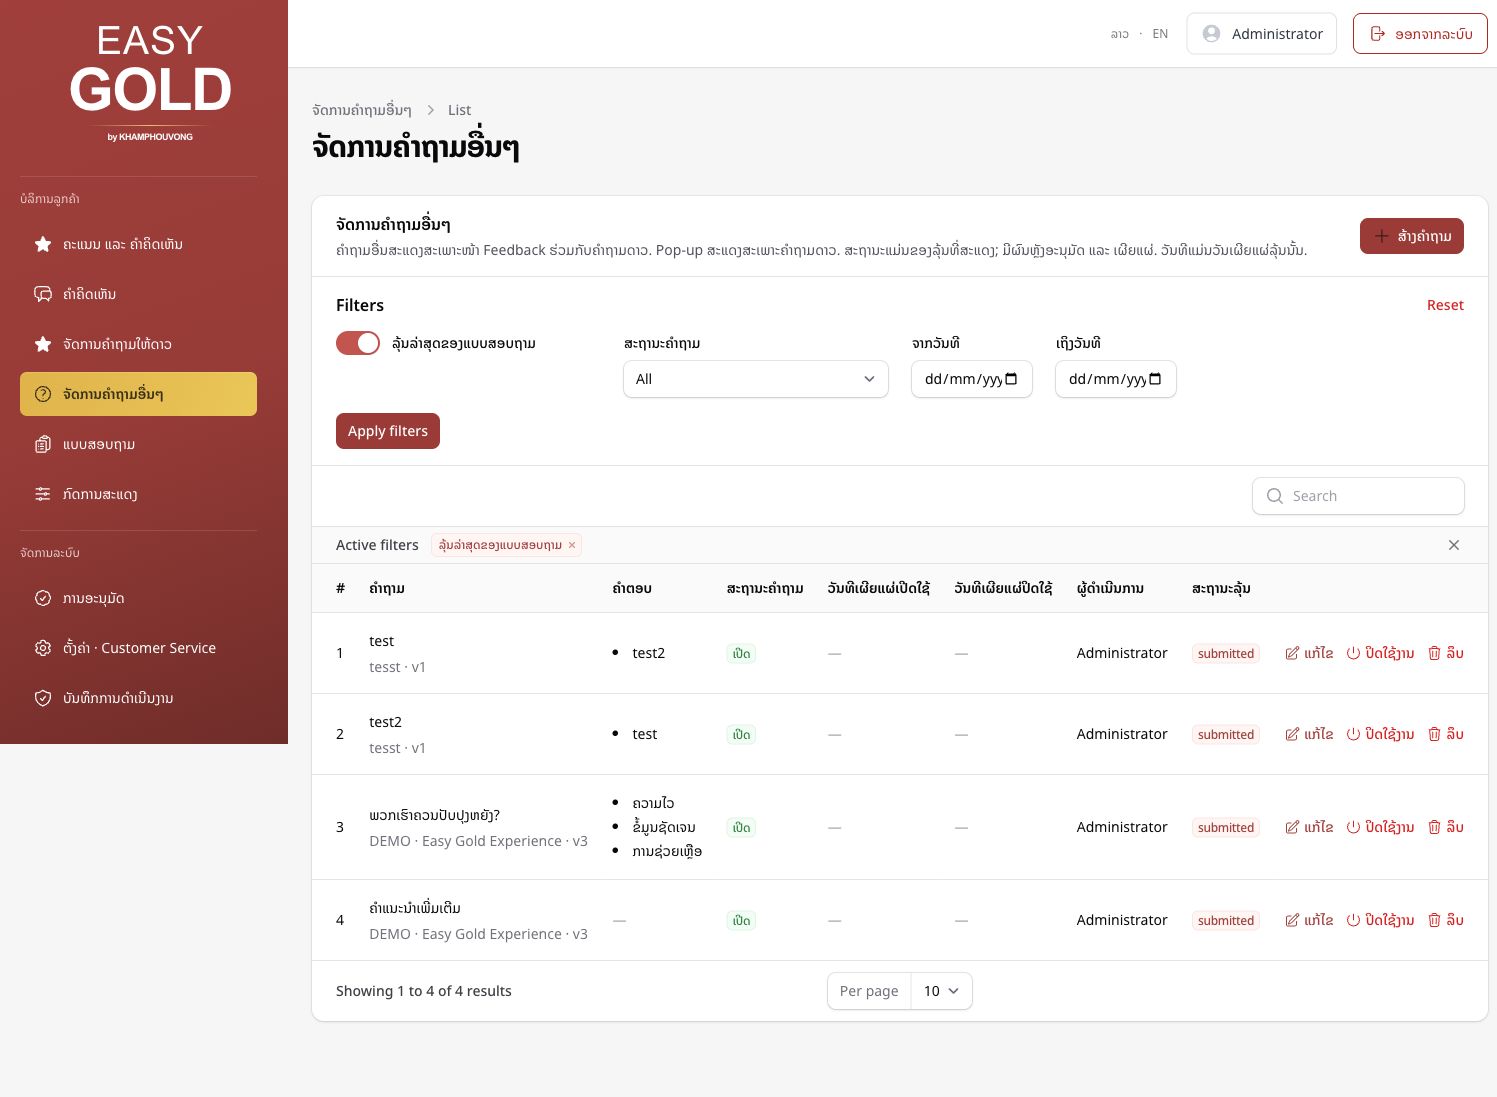 EASY
GOLD
by KHAMPHOUVONG
ບໍລິການລູກຄ້າ
ຄະແນນ ແລະ ຄຳຄິດເຫັນ
ຄຳຄິດເຫັນ
ຈັດການຄຳຖາມໃຫ້ດາວ
ຈັດການຄຳຖາມອື່ນໆ
ແບບສອບຖາມ
ກົດການສະແດງ
ຈັດການລະບົບ
ການອະນຸມັດ
ຕັ້ງຄ່າ · Customer Service
ບັນທຶກການດຳເນີນງານ
ລາວ · EN
Administrator
ອອກຈາກລະບົບ
ຈັດການຄຳຖາມອື່ນໆ > List
ຈັດການຄຳຖາມອື່ນໆ
ຈັດການຄຳຖາມອື່ນໆ
ຄຳຖາມອື່ນສະແດງສະເພາະໜ້າ Feedback ຮ່ວມກັບຄຳຖາມດາວ. Pop-up ສະແດງສະເພາະຄຳຖາມດາວ. ສະຖານະແມ່ນຂອງລຸ້ນທີ່ສະແດງ; ມີຜົນຫຼັງອະນຸມັດ ແລະ ເຜີຍແຜ່. ວັນທີແມ່ນວັນເຜີຍແຜ່ລຸ້ນນັ້ນ.
ສ້າງຄຳຖາມ
Filters
Reset
ລຸ້ນລ່າສຸດຂອງແບບສອບຖາມ
ສະຖານະຄຳຖາມ
All
ຈາກວັນທີ
dd/mm/yyy
ເຖິງວັນທີ
dd/mm/yyy
Apply filters
Search
Active filters ລຸ້ນລ່າສຸດຂອງແບບສອບຖາມ
# ຄຳຖາມ ຄຳຕອບ ສະຖານະຄຳຖາມ ວັນທີເຜີຍແຜ່ເປີດໃຊ້ ວັນທີເຜີຍແຜ່ປິດໃຊ້ ຜູ້ດຳເນີນການ ສະຖານະລຸ້ນ
1 test
tesst · v1
• test2 ເປີດ — — Administrator submitted ແກ້ໄຂ ປິດໃຊ້ງານ ລຶບ
2 test2
tesst · v1
• test ເປີດ — — Administrator submitted ແກ້ໄຂ ປິດໃຊ້ງານ ລຶບ
3 ພວກເຮົາຄວນປັບປຸງຫຍັງ?
DEMO · Easy Gold Experience · v3
• ຄວາມໄວ
• ຂໍ້ມູນຊັດເຈນ
• ການຊ່ວຍເຫຼືອ
ເປີດ — — Administrator submitted ແກ້ໄຂ ປິດໃຊ້ງານ ລຶບ
4 ຄຳແນະນຳເພີ່ມເຕີມ
DEMO · Easy Gold Experience · v3
— ເປີດ — — Administrator submitted ແກ້ໄຂ ປິດໃຊ້ງານ ລຶບ
Showing 1 to 4 of 4 results
Per page 10